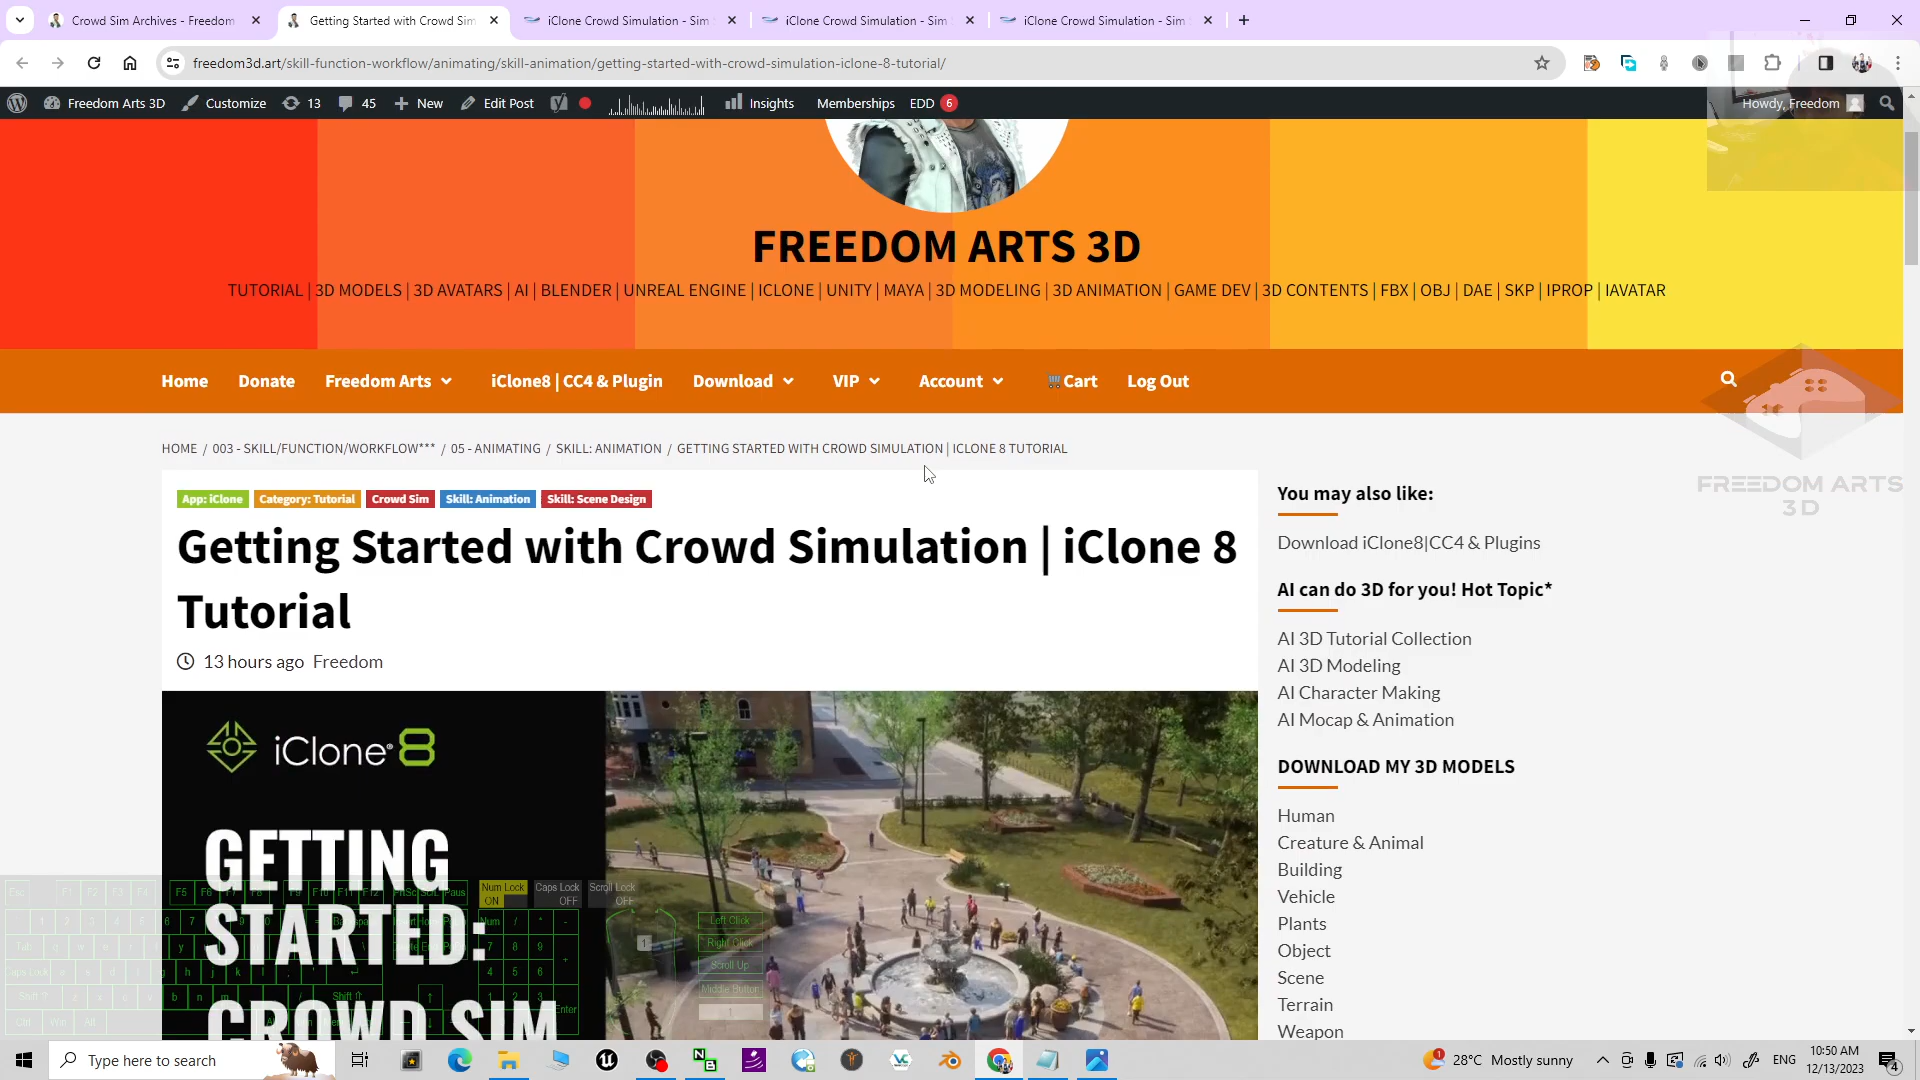 Crowd Sim Archives - Freedom
Getting Started with Crowd Sim
iClone Crowd Simulation - Sim
iClone Crowd Simulation - Sim
iClone Crowd Simulation - Sim
freedom3d.art/skill-function-workflow/animating/skill-animation/getting-started-with-crowd-simulation-iclone-8-tutorial/
Freedom Arts 3D
Customize
13
45
New
Edit Post
Insights
Memberships
EDD 6
Howdy, Freedom
FREEDOM ARTS 3D
TUTORIAL | 3D MODELS | 3D AVATARS | AI | BLENDER | UNREAL ENGINE | ICLONE | UNITY | MAYA | 3D MODELING | 3D ANIMATION | GAME DEV | 3D CONTENTS | FBX | OBJ | DAE | SKP | IPROP | IAVATAR
Home Donate Freedom Arts iClone8 | CC4 & Plugin Download VIP Account Cart Log Out
HOME / 003 - SKILL/FUNCTION/WORKFLOW*** / 05 - ANIMATING / SKILL: ANIMATION / GETTING STARTED WITH CROWD SIMULATION | ICLONE 8 TUTORIAL
App: iClone Category: Tutorial Crowd Sim Skill: Animation Skill: Scene Design
Getting Started with Crowd Simulation | iClone 8
Tutorial
13 hours ago Freedom
iClone 8
GETTING
STARTED:
CROWD SIM
You may also like:
Download iClone8|CC4 & Plugins
AI can do 3D for you! Hot Topic*
AI 3D Tutorial Collection
AI 3D Modeling
AI Character Making
AI Mocap & Animation
DOWNLOAD MY 3D MODELS
Human
Creature & Animal
Building
Vehicle
Plants
Object
Scene
Terrain
Weapon
FREEDOM ARTS
3D
Num Lock
ON
Caps Lock
OFF
Scroll Lock
OFF
Left Click
Right Click
Scroll Up
Middle Button
Type here to search
28°C Mostly sunny
ENG
10:50 AM
12/13/2023
4